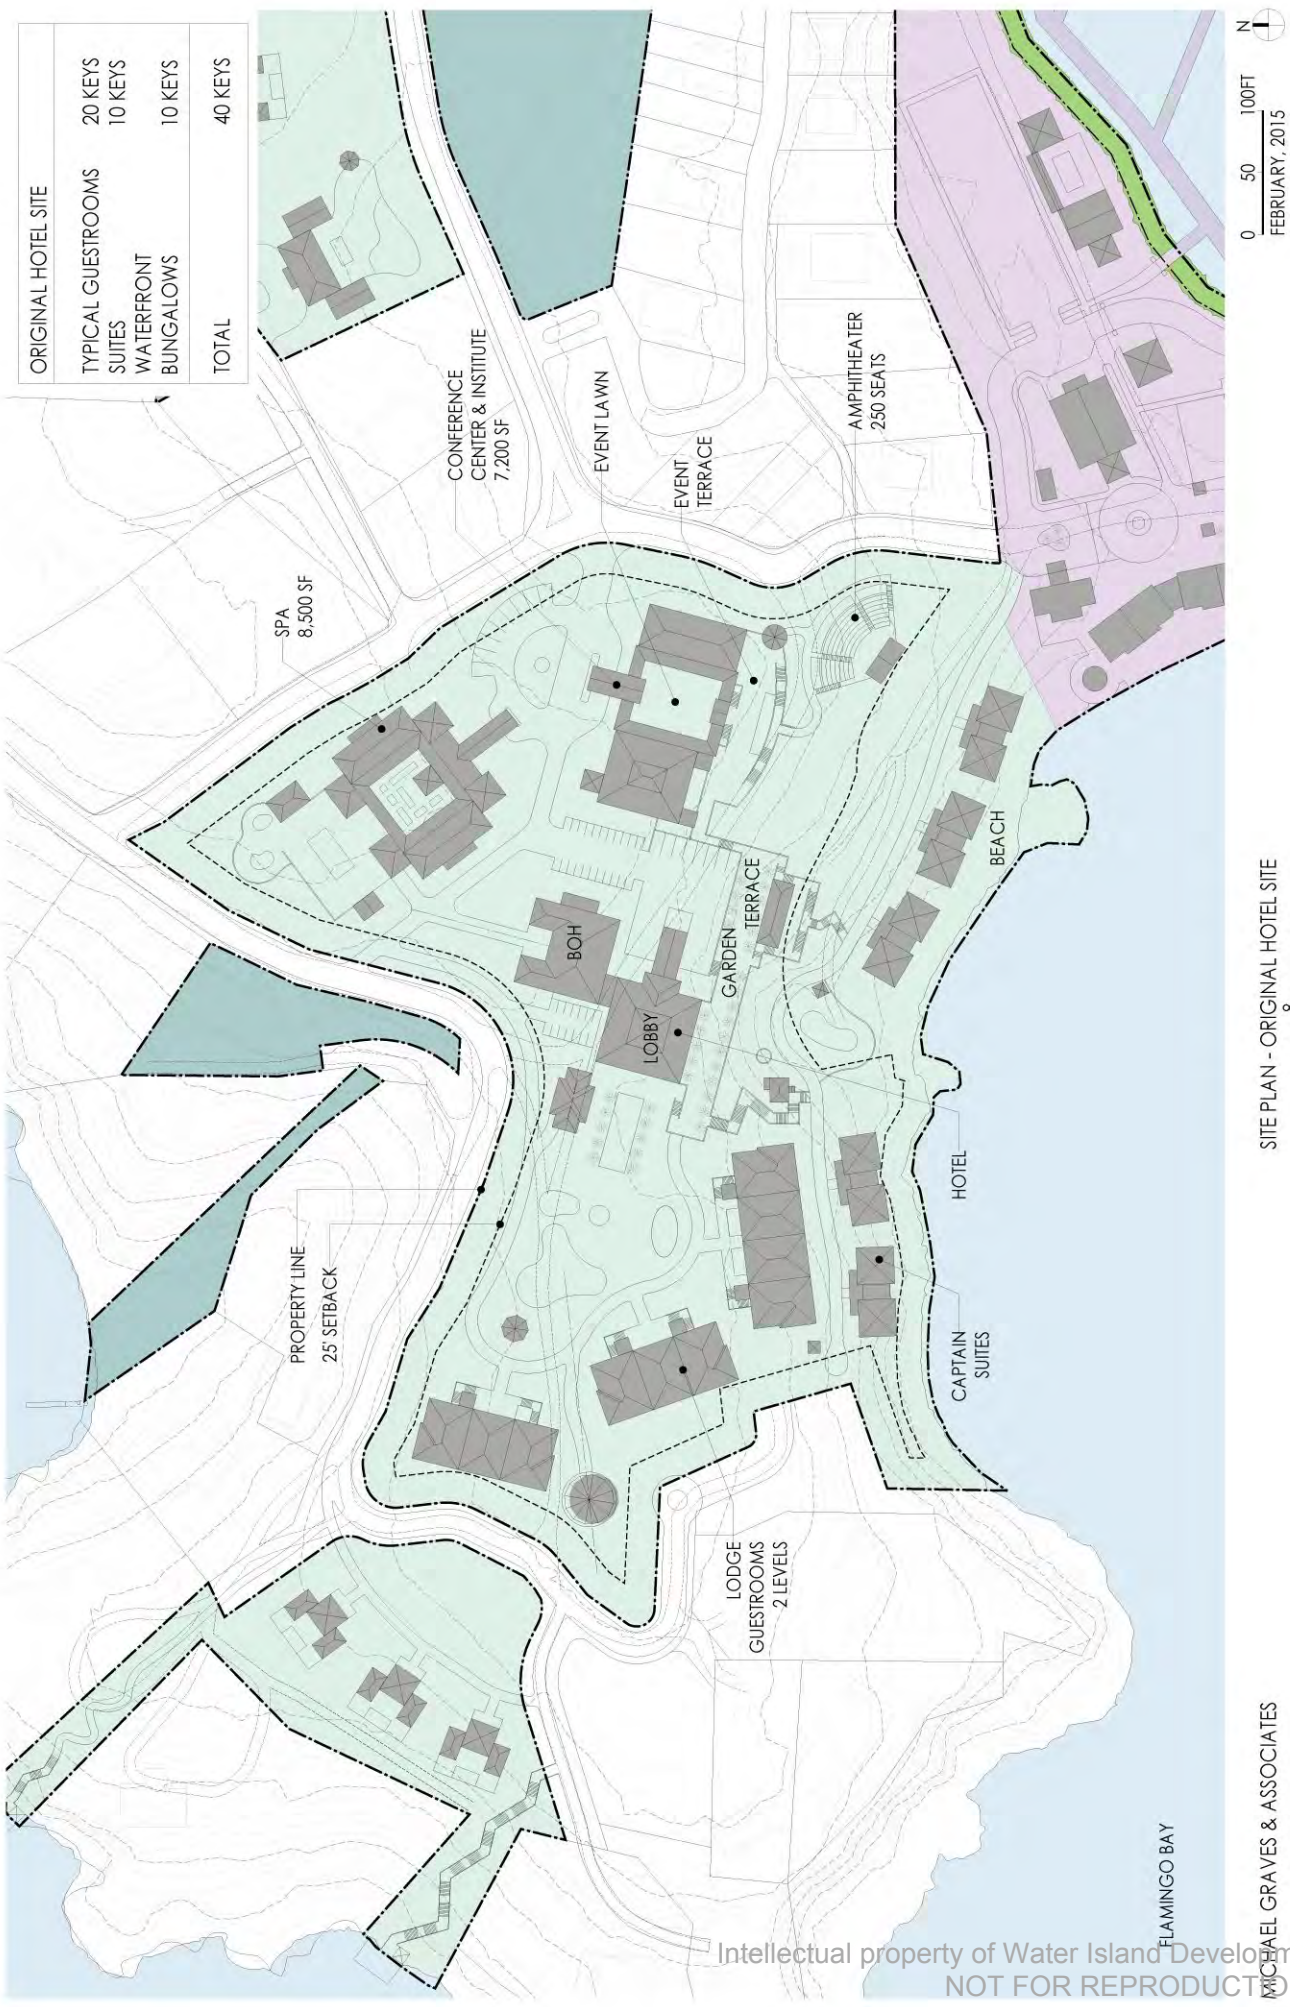 ORIGINAL HOTEL SITE
TYPICAL GUESTROOMS 20 KEYS
SUITES 10 KEYS
WATERFRONT
BUNGALOWS 10 KEYS
TOTAL 40 KEYS
SPA
8,500 SF
CONFERENCE
CENTER & INSTITUTE
7,200 SF
EVENT LAWN
EVENT
TERRACE
AMPHITHEATER
250 SEATS
PROPERTY LINE
25' SETBACK
BOH
LOBBY
GARDEN
TERRACE
BEACH
HOTEL
CAPTAIN
SUITES
LODGE
GUESTROOMS
2 LEVELS
FLAMINGO BAY
MICHAEL GRAVES & ASSOCIATES
SITE PLAN - ORIGINAL HOTEL SITE
0 50 100FT
FEBRUARY, 2015
N
Intellectual property of Water Island
NOT FOR